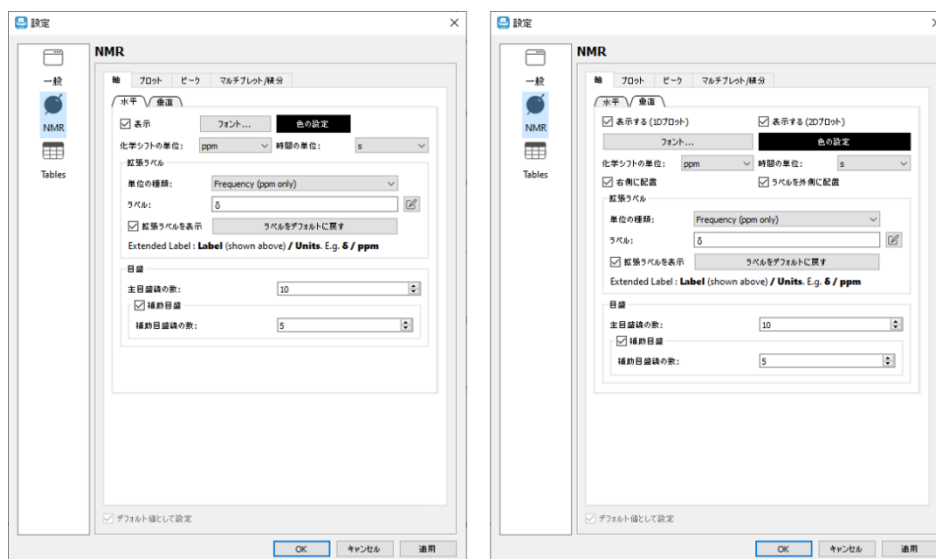 設定
NMR
一般
NMR
Tables
軸 プロット ピーク マルチプレット/積分
水平 垂直
表示 フォント... 色の設定
化学シフトの単位: ppm 時間の単位: s
拡張ラベル
単位の種類: Frequency (ppm only)
ラベル: δ
拡張ラベルを表示 ラベルをデフォルトに戻す
Extended Label : Label (shown above) / Units. E.g. δ / ppm
目盛
主目盛線の数: 10
補助目盛
補助目盛線の数: 5
デフォルト値として設定
OK キャンセル 適用
設定
NMR
一般
NMR
Tables
軸 プロット ピーク マルチプレット/積分
水平 垂直
表示する (1Dプロット) 表示する (2Dプロット)
フォント... 色の設定
化学シフトの単位: ppm 時間の単位: s
右側に配置 ラベルを外側に配置
拡張ラベル
単位の種類: Frequency (ppm only)
ラベル: δ
拡張ラベルを表示 ラベルをデフォルトに戻す
Extended Label : Label (shown above) / Units. E.g. δ / ppm
目盛
主目盛線の数: 10
補助目盛
補助目盛線の数: 5
デフォルト値として設定
OK キャンセル 適用